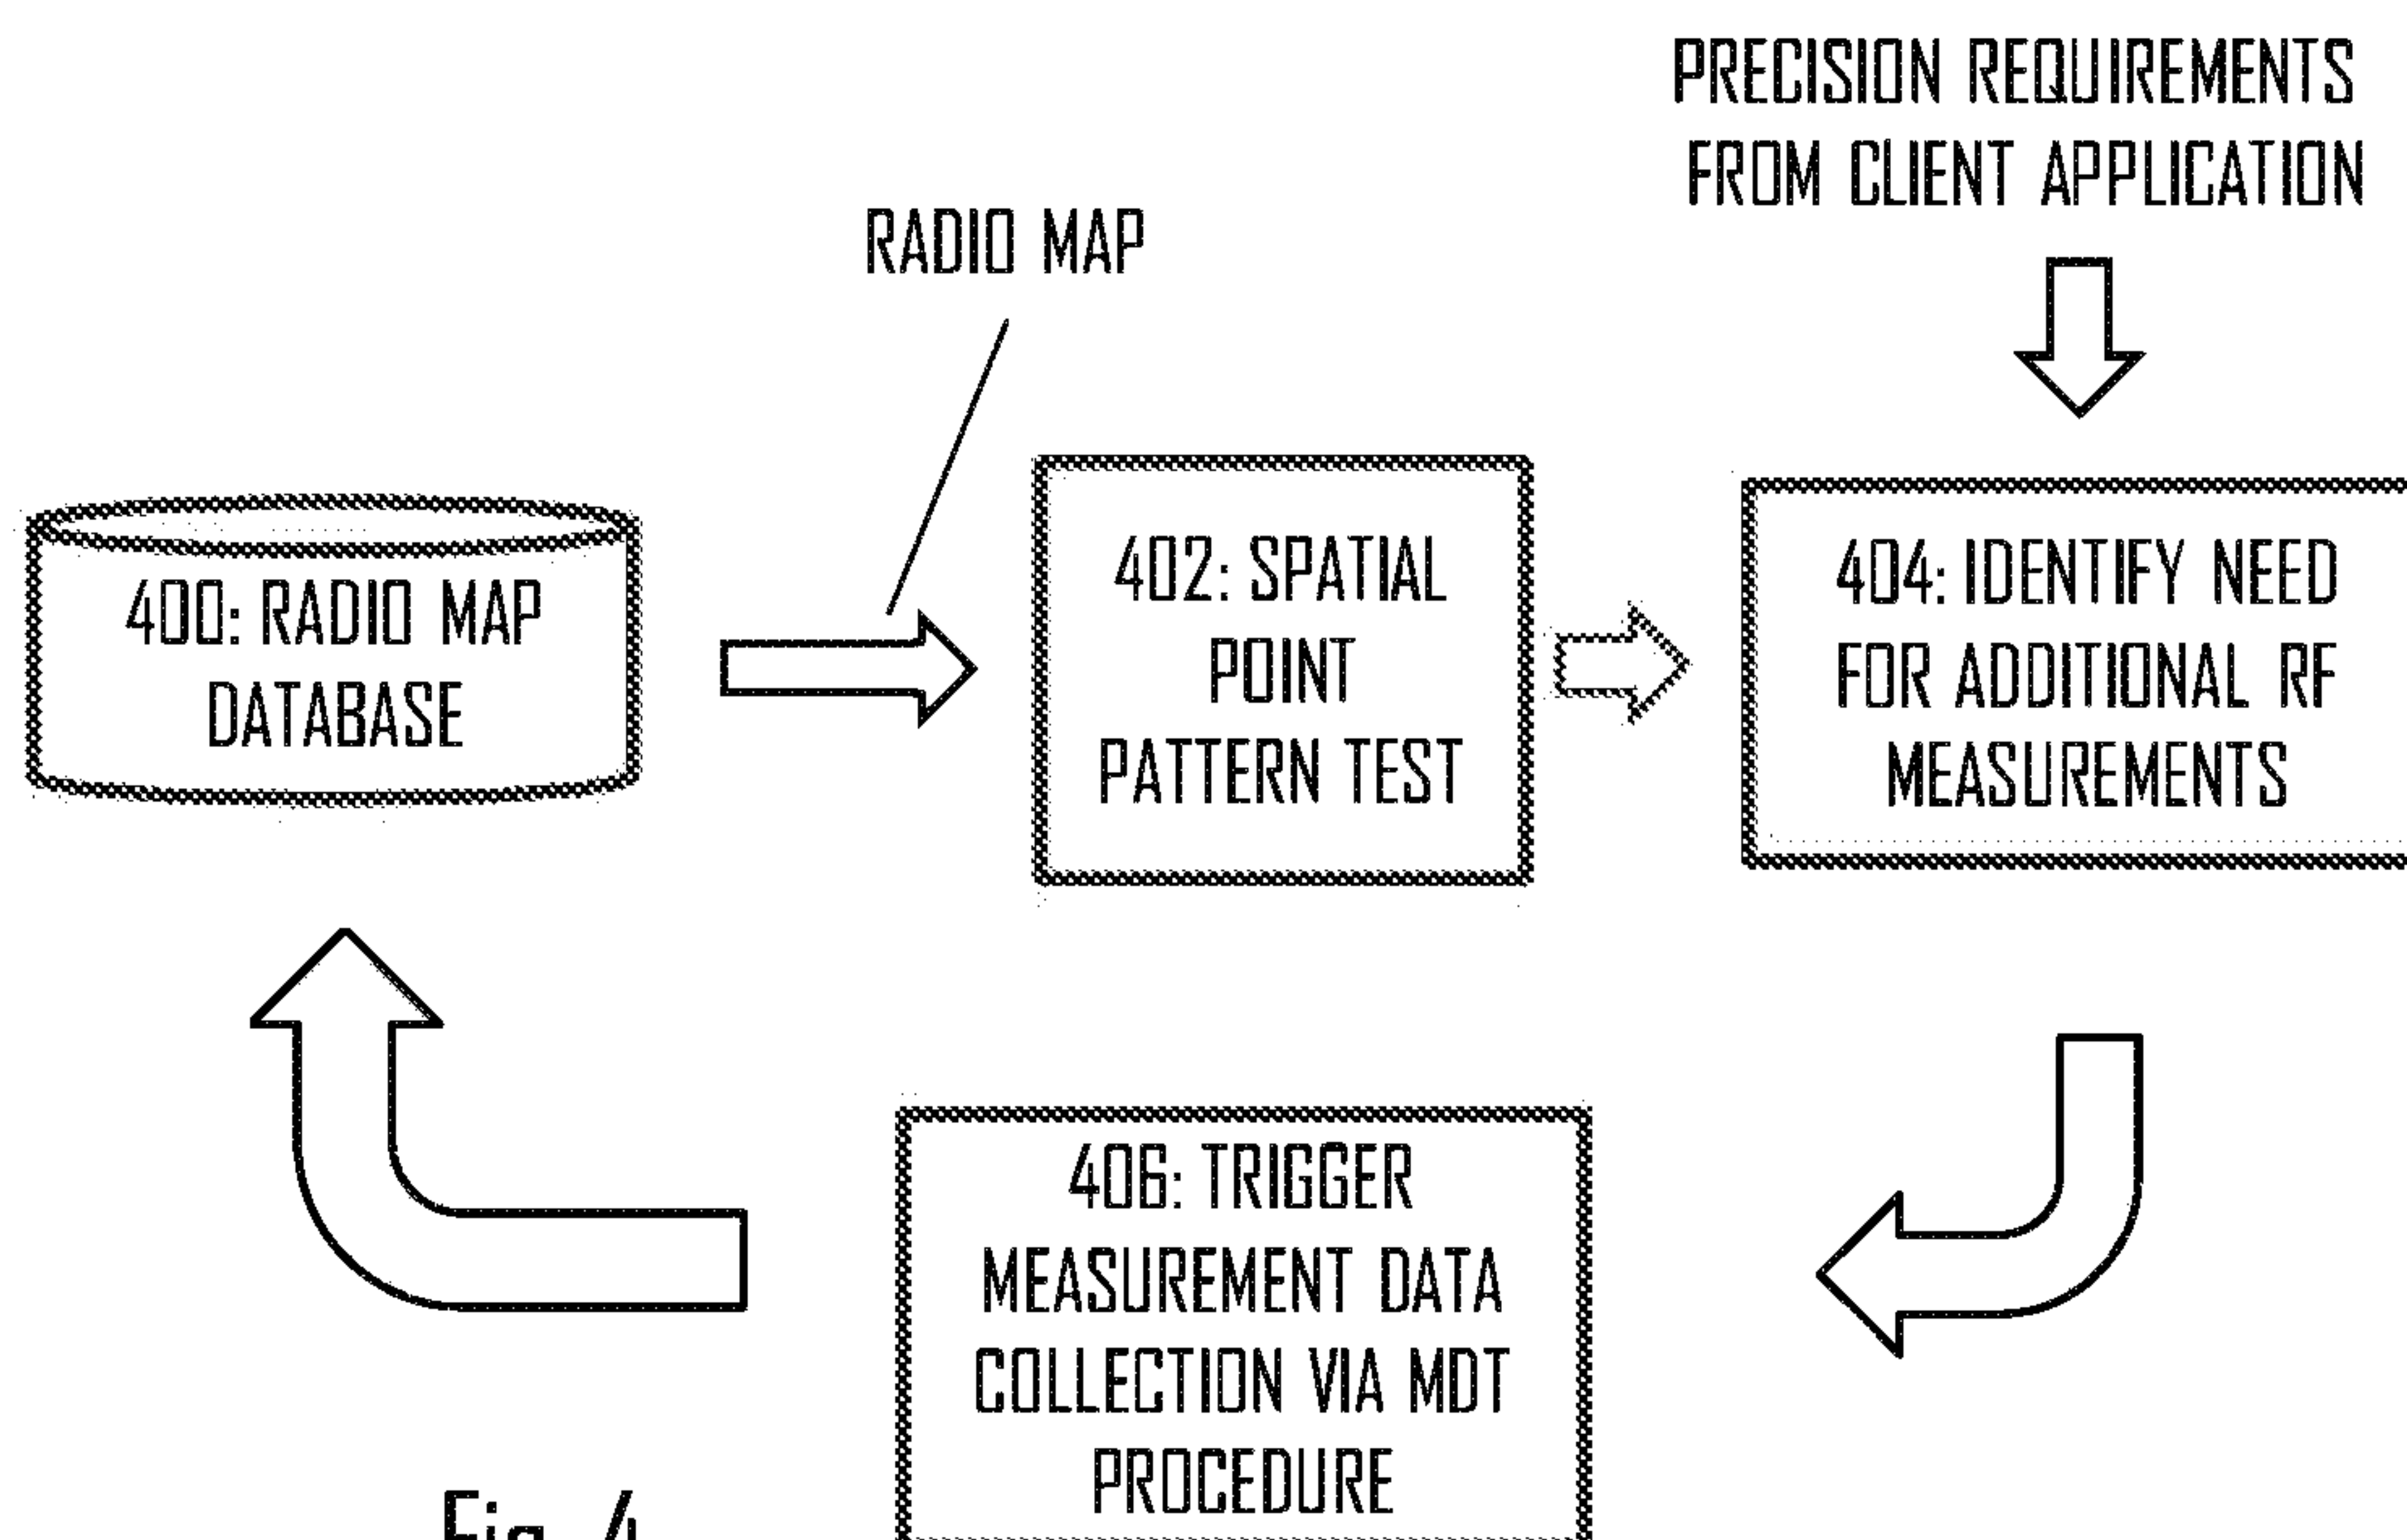 PRECISION REQUIREMENTS
FROM CLIENT APPLICATION
RADIO MAP
400: RADIO MAP
DATABASE
402: SPATIAL
POINT
PATTERN TEST
404: IDENTIFY NEED
FOR ADDITIONAL RF
MEASUREMENTS
406: TRIGGER
MEASUREMENT DATA
COLLECTION VIA MDT
PROCEDURE
Fig. 4